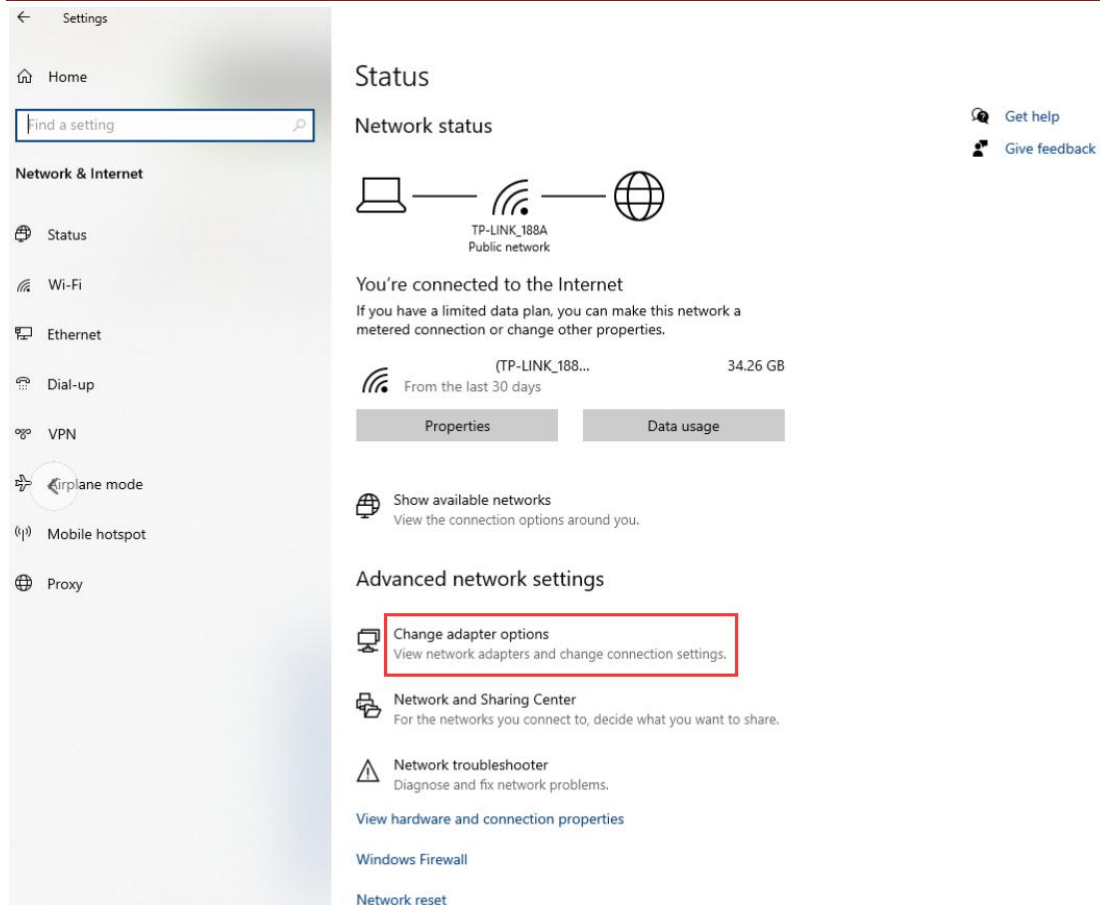 Settings
Home
Find a setting
Network & Internet
Status
Wi-Fi
Ethernet
Dial-up
VPN
Airplane mode
Mobile hotspot
Proxy
Status
Network status
TP-LINK_188A
Public network
You're connected to the Internet
If you have a limited data plan, you can make this network a
metered connection or change other properties.
(TP-LINK_188... 34.26 GB
From the last 30 days
Properties Data usage
Show available networks
View the connection options around you.
Advanced network settings
Change adapter options
View network adapters and change connection settings.
Network and Sharing Center
For the networks you connect to, decide what you want to share.
Network troubleshooter
Diagnose and fix network problems.
View hardware and connection properties
Windows Firewall
Network reset
Get help
Give feedback